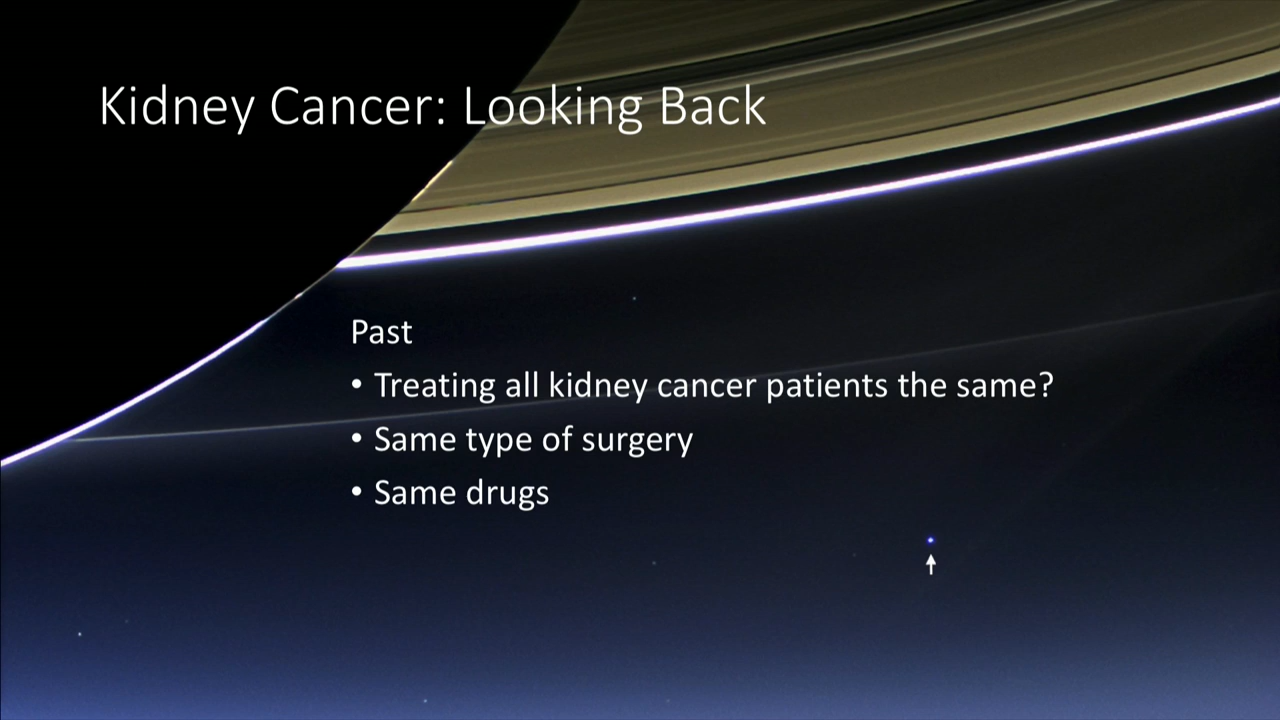 Kidney Cancer: Looking Back
Past
• Treating all kidney cancer patients the same?
• Same type of surgery
• Same drugs